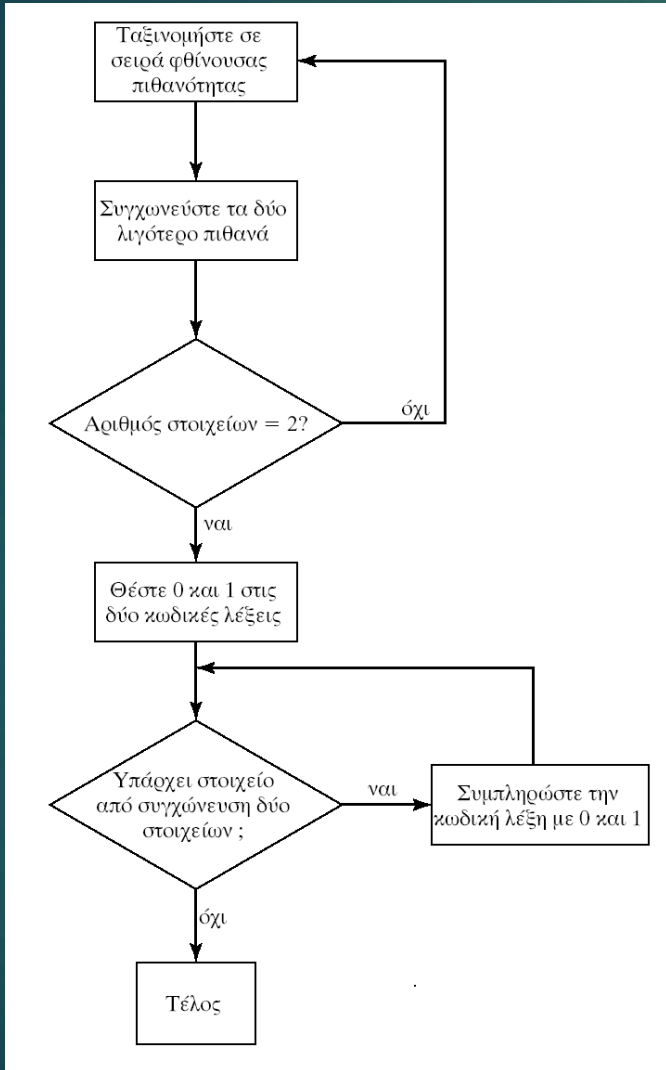 Ταξινομήστε σε
σειρά φθίνουσας
πιθανότητας
Συγχωνεύστε τα δύο
λιγότερο πιθανά
Αριθμός στοιχείων = 2?
όχι
ναι
Θέστε 0 και 1 στις
δύο κωδικές λέξεις
Υπάρχει στοιχείο
από συγχώνευση δύο
στοιχείων ;
ναι
Συμπληρώστε την
κωδική λέξη με 0 και 1
όχι
Τέλος